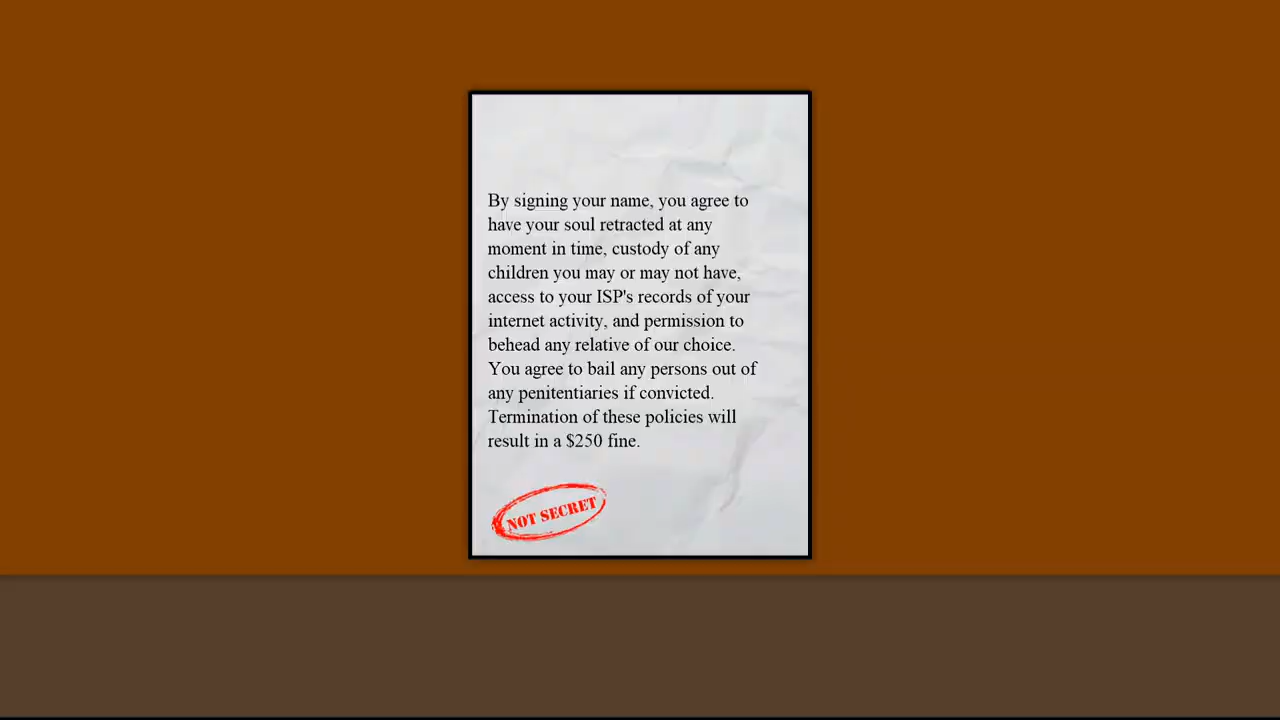 By signing your name, you agree to
have your soul retracted at any
moment in time, custody of any
children you may or may not have,
access to your ISP's records of your
internet activity, and permission to
behead any relative of our choice.
You agree to bail any persons out of
any penitentiaries if convicted.
Termination of these policies will
result in a $250 fine.
NOT SECRET